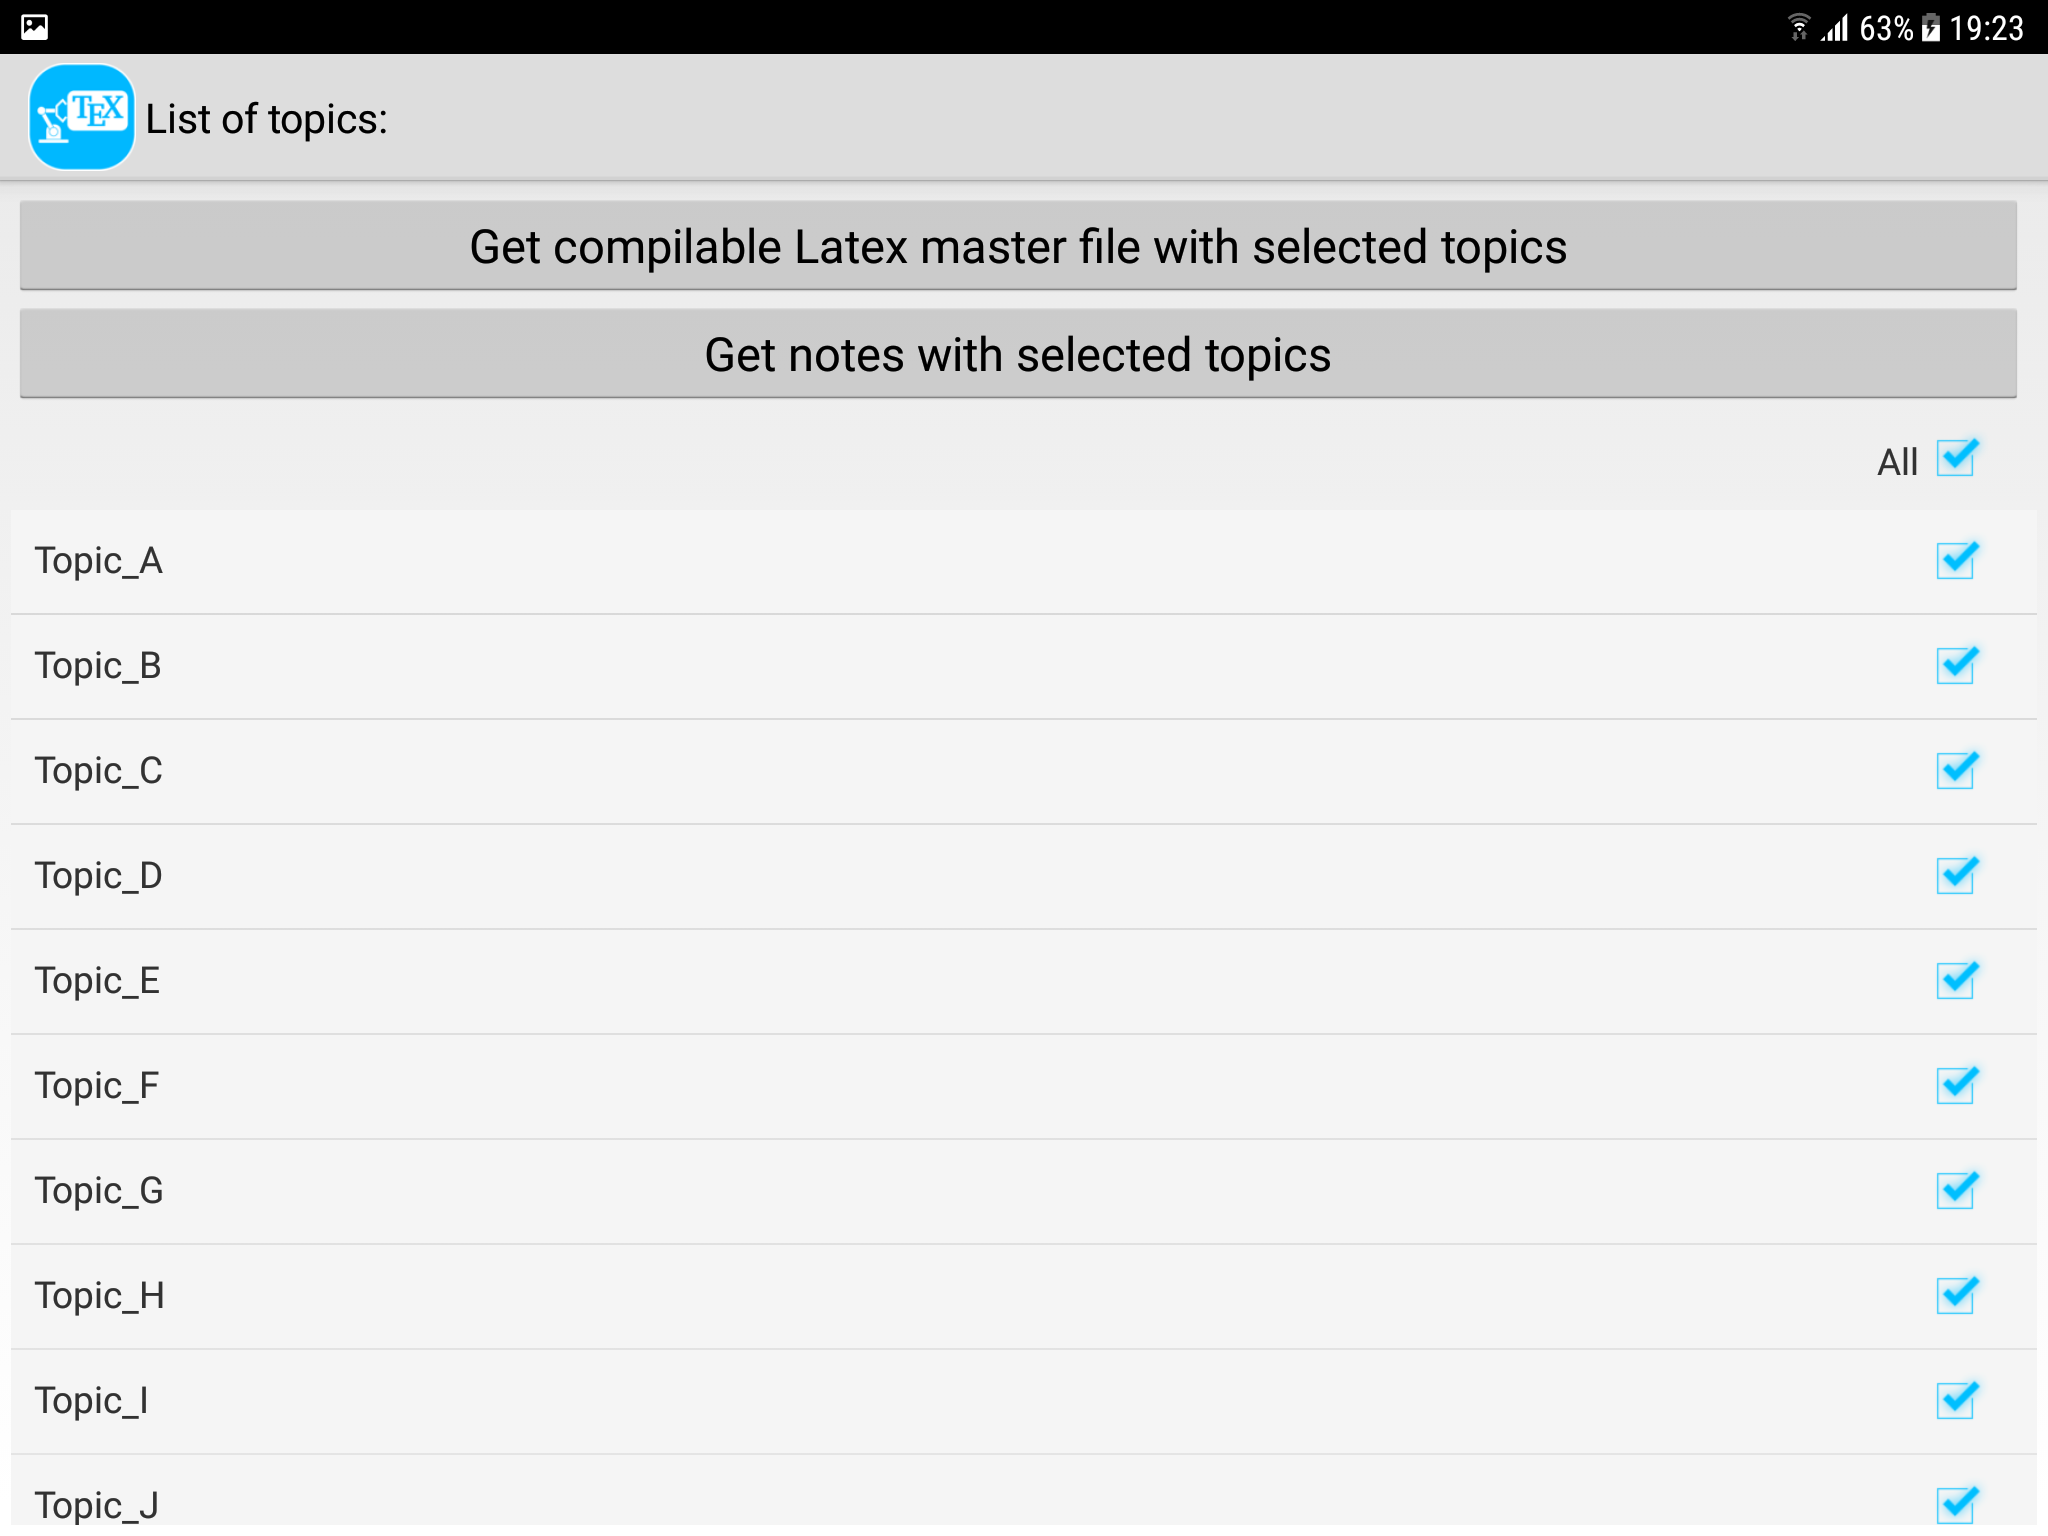 63% 19:23
TEX List of topics:
Get compilable Latex master file with selected topics
Get notes with selected topics
All
Topic_A
Topic_B
Topic_C
Topic_D
Topic_E
Topic_F
Topic_G
Topic_H
Topic_I
Topic_J